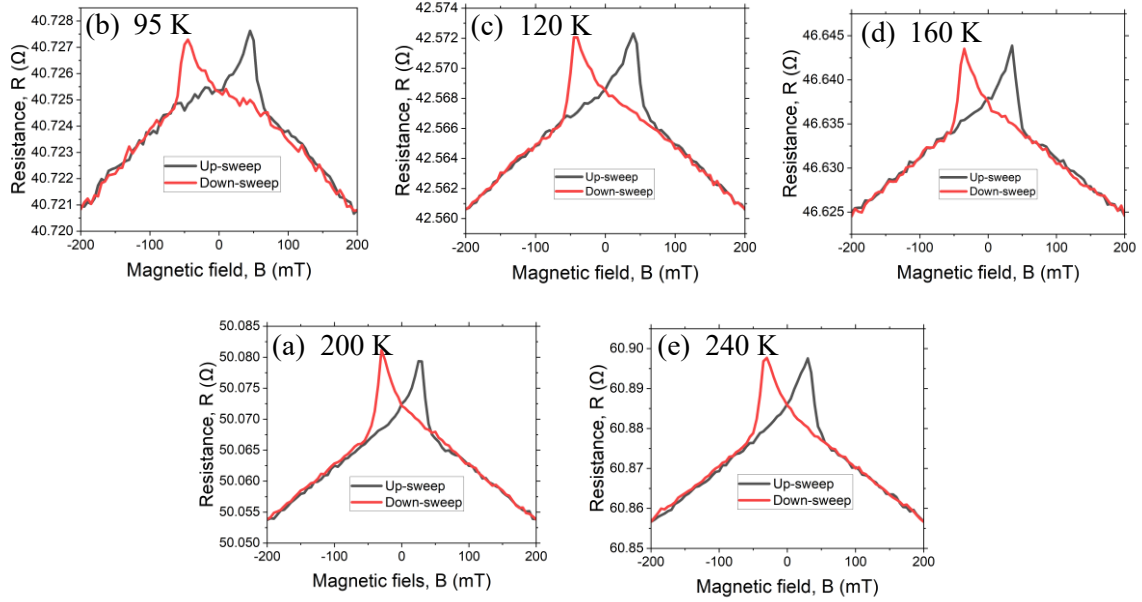 (b) 95 K
Resistance, R (Ω)
40.728
40.727
40.726
40.725
40.724
40.723
40.722
40.721
40.720
Up-sweep
Down-sweep
-200 -100 0 100 200
Magnetic field, B (mT)
(c) 120 K
Resistance, R (Ω)
42.574
42.572
42.570
42.568
42.566
42.564
42.562
42.560
Up-sweep
Down-sweep
-200 -100 0 100 200
Magnetic field, B (mT)
(d) 160 K
Resistance, R (Ω)
46.645
46.640
46.635
46.630
46.625
Up-sweep
Down-sweep
-200 -100 0 100 200
Magnetic field, B (mT)
(a) 200 K
Resistance, R (Ω)
50.085
50.080
50.075
50.070
50.065
50.060
50.055
50.050
Up-sweep
Down-sweep
-200 -100 0 100 200
Magnetic fiels, B (mT)
(e) 240 K
Resistance, R (Ω)
60.90
60.89
60.88
60.87
60.86
60.85
Up-sweep
Down-sweep
-200 -100 0 100 200
Magnetic field, B (mT)